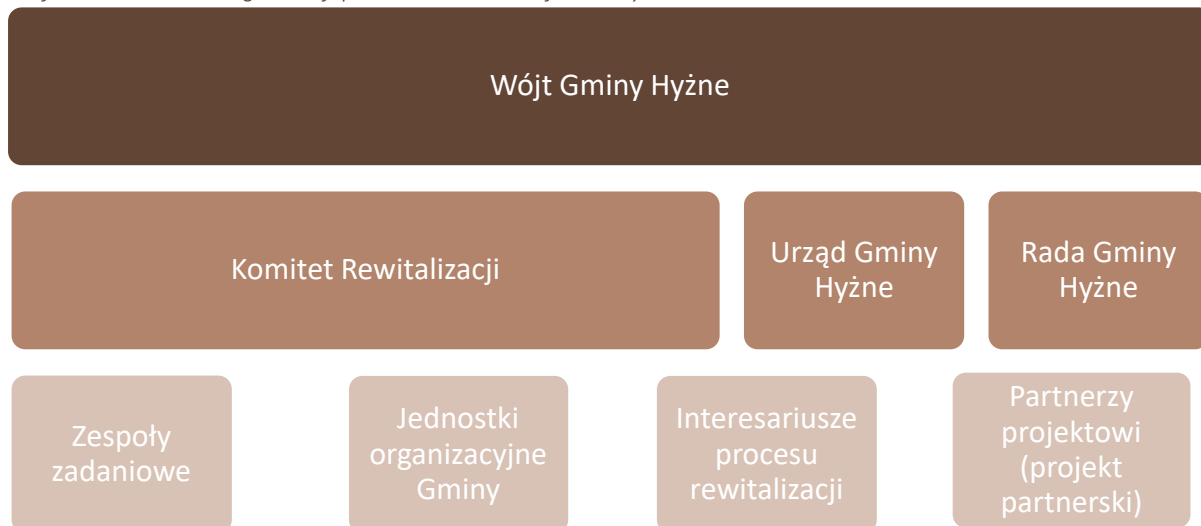 Wójt Gminy Hyżne
Komitet Rewitalizacji
Urząd Gminy
Hyżne
Rada Gminy
Hyżne
Zespoły
zadaniowe
Jednostki
organizacyjne
Gminy
Interesariusze
procesu
rewitalizacji
Partnerzy
projektowi
(projekt
partnerski)